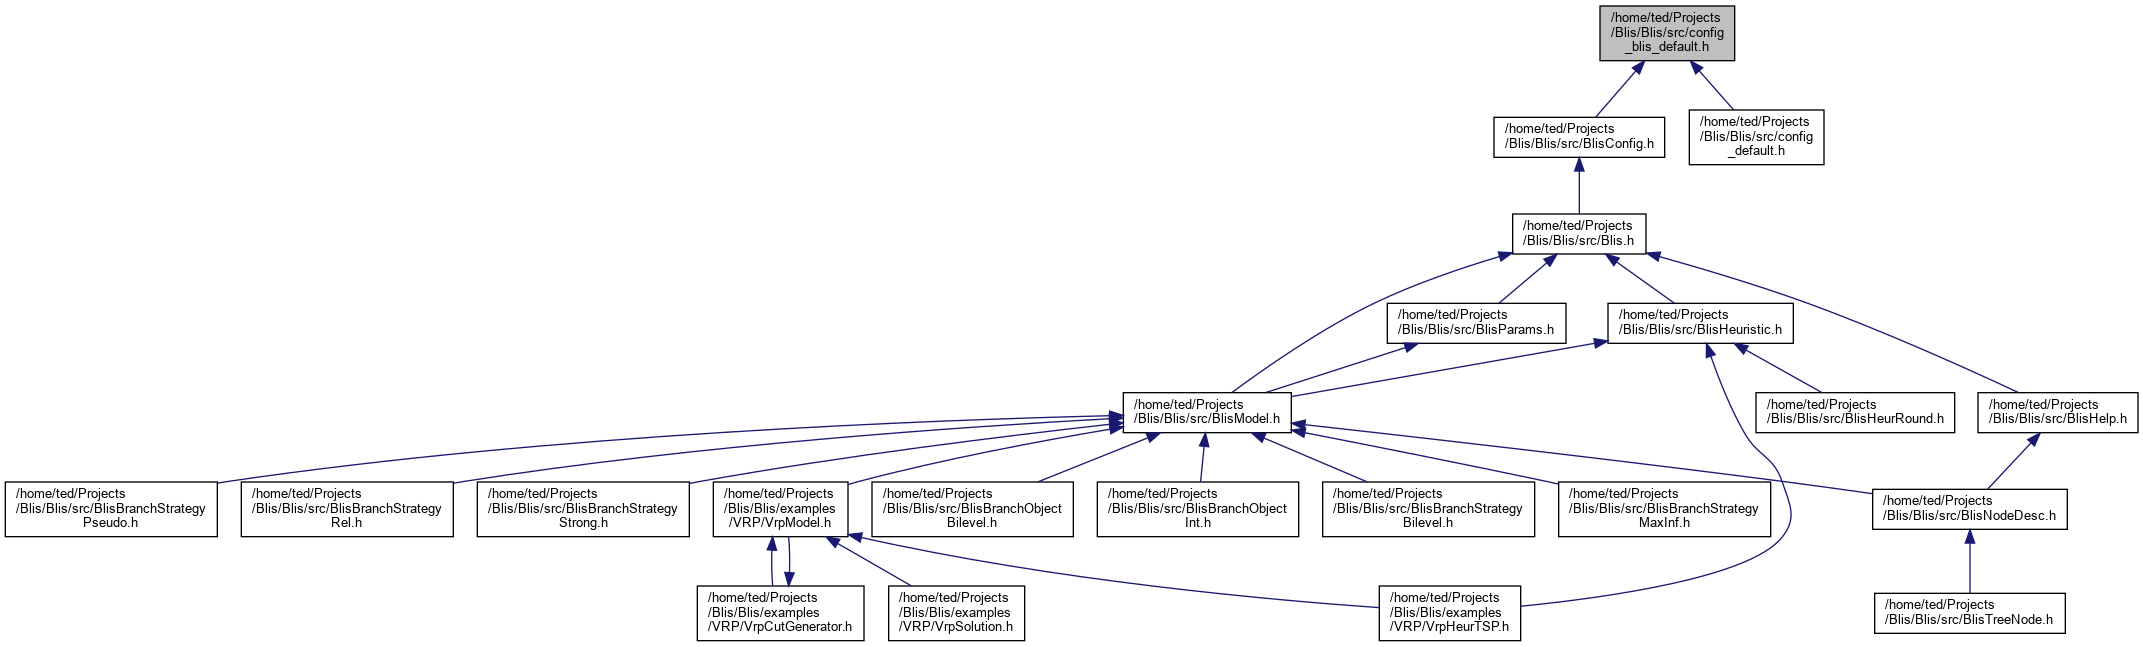 /home/ted/Projects
/Blis/Blis/src/config
_blis_default.h
/home/ted/Projects
/Blis/Blis/src/BlisConfig.h
/home/ted/Projects
/Blis/Blis/src/config
_default.h
/home/ted/Projects
/Blis/Blis/src/Blis.h
/home/ted/Projects
/Blis/Blis/src/BlisParams.h
/home/ted/Projects
/Blis/Blis/src/BlisHeuristic.h
/home/ted/Projects
/Blis/Blis/src/BlisModel.h
/home/ted/Projects
/Blis/Blis/src/BlisHeurRound.h
/home/ted/Projects
/Blis/Blis/src/BlisHelp.h
/home/ted/Projects
/Blis/Blis/src/BlisBranchStrategy
Pseudo.h
/home/ted/Projects
/Blis/Blis/src/BlisBranchStrategy
Rel.h
/home/ted/Projects
/Blis/Blis/src/BlisBranchStrategy
Strong.h
/home/ted/Projects
/Blis/Blis/examples
/VRP/VrpModel.h
/home/ted/Projects
/Blis/Blis/src/BlisBranchObject
Bilevel.h
/home/ted/Projects
/Blis/Blis/src/BlisBranchObject
Int.h
/home/ted/Projects
/Blis/Blis/src/BlisBranchStrategy
Bilevel.h
/home/ted/Projects
/Blis/Blis/src/BlisBranchStrategy
MaxInf.h
/home/ted/Projects
/Blis/Blis/src/BlisNodeDesc.h
/home/ted/Projects
/Blis/Blis/examples
/VRP/VrpCutGenerator.h
/home/ted/Projects
/Blis/Blis/examples
/VRP/VrpSolution.h
/home/ted/Projects
/Blis/Blis/examples
/VRP/VrpHeurTSP.h
/home/ted/Projects
/Blis/Blis/src/BlisTreeNode.h